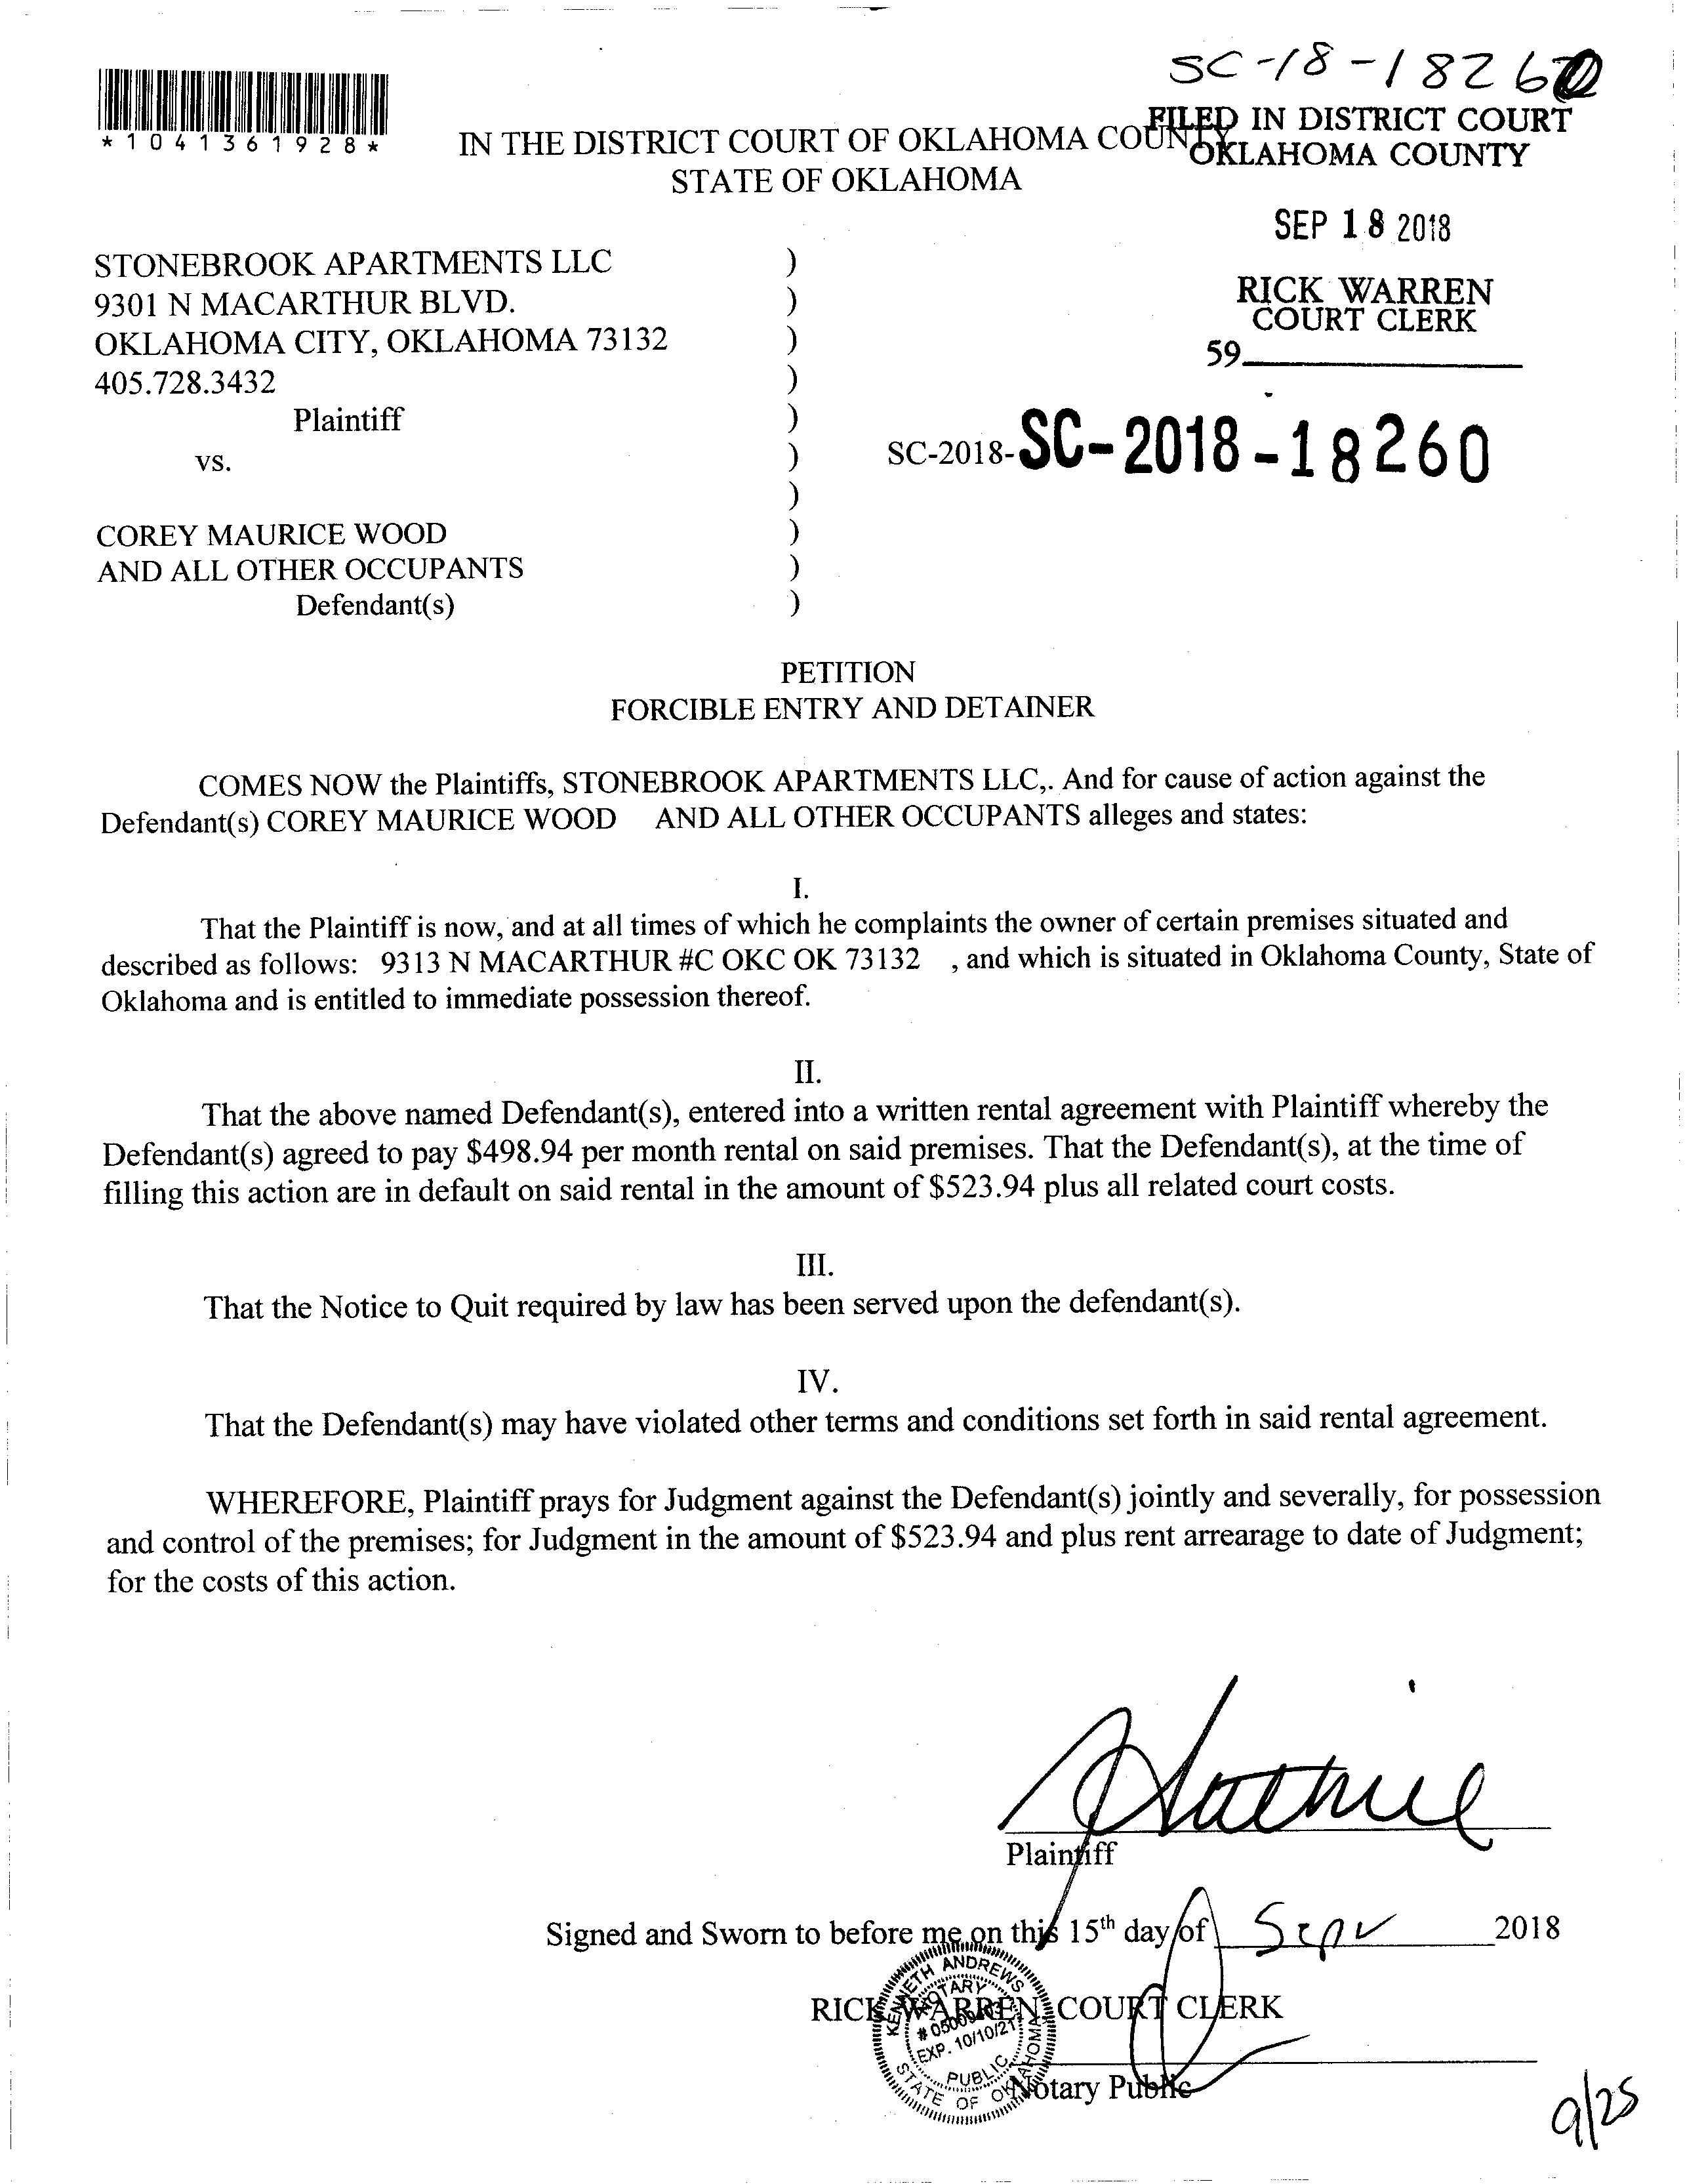 SC-18-18260
*1041361928*
FILED IN DISTRICT COURT
OKLAHOMA COUNTY
IN THE DISTRICT COURT OF OKLAHOMA COUNTY
STATE OF OKLAHOMA
SEP 18 2018
RICK WARREN
COURT CLERK
59
STONEBROOK APARTMENTS LLC )
9301 N MACARTHUR BLVD. )
OKLAHOMA CITY, OKLAHOMA 73132 )
405.728.3432 )
Plaintiff )
vs. ) SC-2018- SC-2018-18260
)
COREY MAURICE WOOD )
AND ALL OTHER OCCUPANTS )
Defendant(s) )
PETITION
FORCIBLE ENTRY AND DETAINER
COMES NOW the Plaintiffs, STONEBROOK APARTMENTS LLC,. And for cause of action against the
Defendant(s) COREY MAURICE WOOD AND ALL OTHER OCCUPANTS alleges and states:
I.
That the Plaintiff is now, and at all times of which he complaints the owner of certain premises situated and
described as follows: 9313 N MACARTHUR #C OKC OK 73132 , and which is situated in Oklahoma County, State of
Oklahoma and is entitled to immediate possession thereof.
II.
That the above named Defendant(s), entered into a written rental agreement with Plaintiff whereby the
Defendant(s) agreed to pay $498.94 per month rental on said premises. That the Defendant(s), at the time of
filling this action are in default on said rental in the amount of $523.94 plus all related court costs.
III.
That the Notice to Quit required by law has been served upon the defendant(s).
IV.
That the Defendant(s) may have violated other terms and conditions set forth in said rental agreement.
WHEREFORE, Plaintiff prays for Judgment against the Defendant(s) jointly and severally, for possession
and control of the premises; for Judgment in the amount of $523.94 and plus rent arrearage to date of Judgment;
for the costs of this action.
Plaintiff
Signed and Sworn to before me on this 15th day of 2018
RICK WARREN COURT CLERK
KENNETH ANDREWS
NOTARY
EXP. 10/10/21
PUBLIC
STATE OF OKLAHOMA
Notary Public
9/25